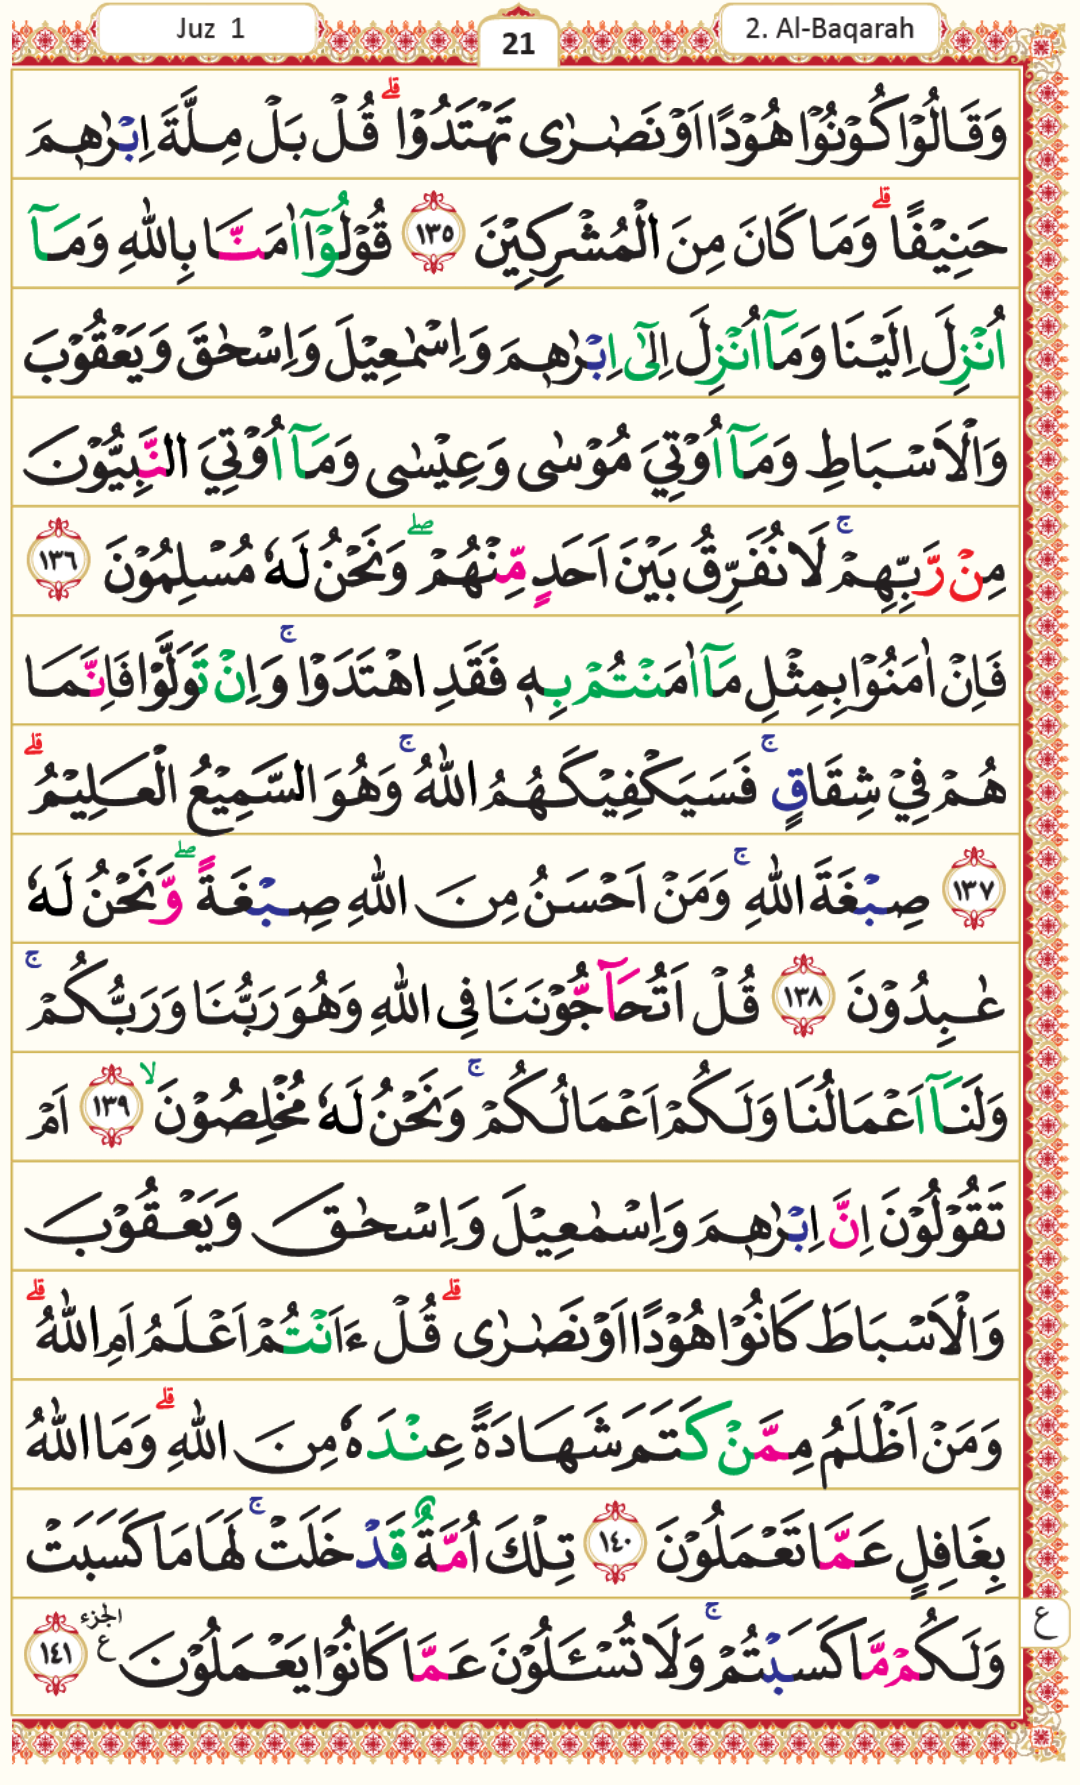 Juz 1
21
2. Al-Baqarah
وَقَالُوْا كُوْنُوْا هُوْدًا اَوْ نَصٰرٰى تَهْتَدُوْاؕ قُلْ بَلْ مِلَّةَ اِبْرٰهٖمَ
حَنِيْفًاؕ وَمَا كَانَ مِنَ الْمُشْرِكِيْنَ ١٣٥ قُوْلُوْٓا اٰمَنَّا بِاللّٰهِ وَمَآ
اُنْزِلَ اِلَيْنَا وَمَآ اُنْزِلَ اِلٰٓى اِبْرٰهٖمَ وَاِسْمٰعِيْلَ وَاِسْحٰقَ وَيَعْقُوْبَ
وَالْاَسْبَاطِ وَمَآ اُوْتِيَ مُوْسٰى وَعِيْسٰى وَمَآ اُوْتِيَ النَّبِيُّوْنَ
مِنْ رَّبِّهِمْۚ لَا نُفَرِّقُ بَيْنَ اَحَدٍ مِّنْهُمْۖ وَنَحْنُ لَهٗ مُسْلِمُوْنَ ١٣٦
فَاِنْ اٰمَنُوْا بِمِثْلِ مَآ اٰمَنْتُمْ بِهٖ فَقَدِ اهْتَدَوْاۚ وَاِنْ تَوَلَّوْا فَاِنَّمَا
هُمْ فِيْ شِقَاقٍۚ فَسَيَكْفِيْكَهُمُ اللّٰهُۚ وَهُوَ السَّمِيْعُ الْعَلِيْمُۗ
١٣٧ صِبْغَةَ اللّٰهِۚ وَمَنْ اَحْسَنُ مِنَ اللّٰهِ صِبْغَةًۖ وَّنَحْنُ لَهٗ
عٰبِدُوْنَ ١٣٨ قُلْ اَتُحَاۤجُّوْنَنَا فِى اللّٰهِ وَهُوَ رَبُّنَا وَرَبُّكُمْۚ
وَلَنَآ اَعْمَالُنَا وَلَكُمْ اَعْمَالُكُمْۚ وَنَحْنُ لَهٗ مُخْلِصُوْنَۙ ١٣٩ اَمْ
تَقُوْلُوْنَ اِنَّ اِبْرٰهٖمَ وَاِسْمٰعِيْلَ وَاِسْحٰقَ وَيَعْقُوْبَ
وَالْاَسْبَاطَ كَانُوْا هُوْدًا اَوْ نَصٰرٰىۗ قُلْ ءَاَنْتُمْ اَعْلَمُ اَمِ اللّٰهُۗ
وَمَنْ اَظْلَمُ مِمَّنْ كَتَمَ شَهَادَةً عِنْدَهٗ مِنَ اللّٰهِۗ وَمَا اللّٰهُ
بِغَافِلٍ عَمَّا تَعْمَلُوْنَ ١٤٠ تِلْكَ اُمَّةٌ قَدْ خَلَتْۚ لَهَا مَا كَسَبَتْ
وَلَكُمْ مَّا كَسَبْتُمْۚ وَلَا تُسْـَٔلُوْنَ عَمَّا كَانُوْا يَعْمَلُوْنَ ع الجزء ١٤١
ع